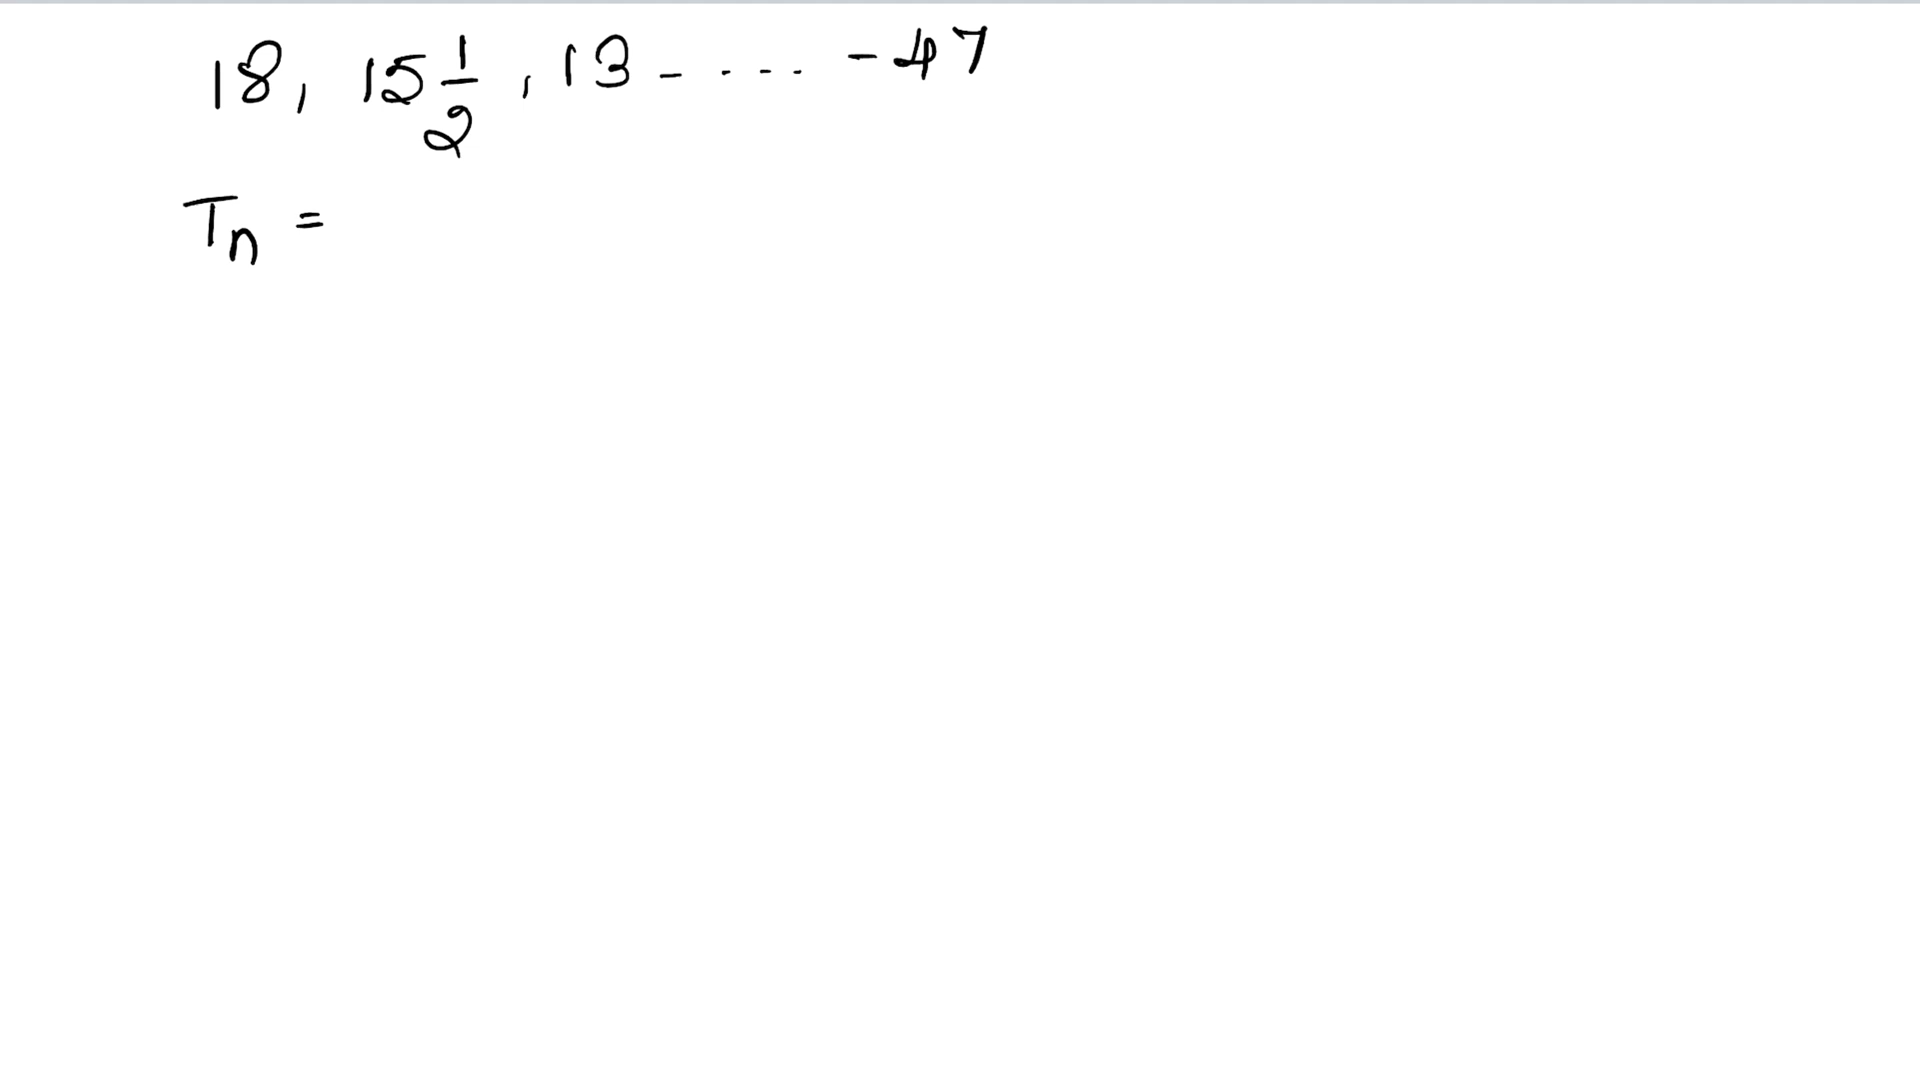 18, 15 1/2, 13 - .... -47
Tn =